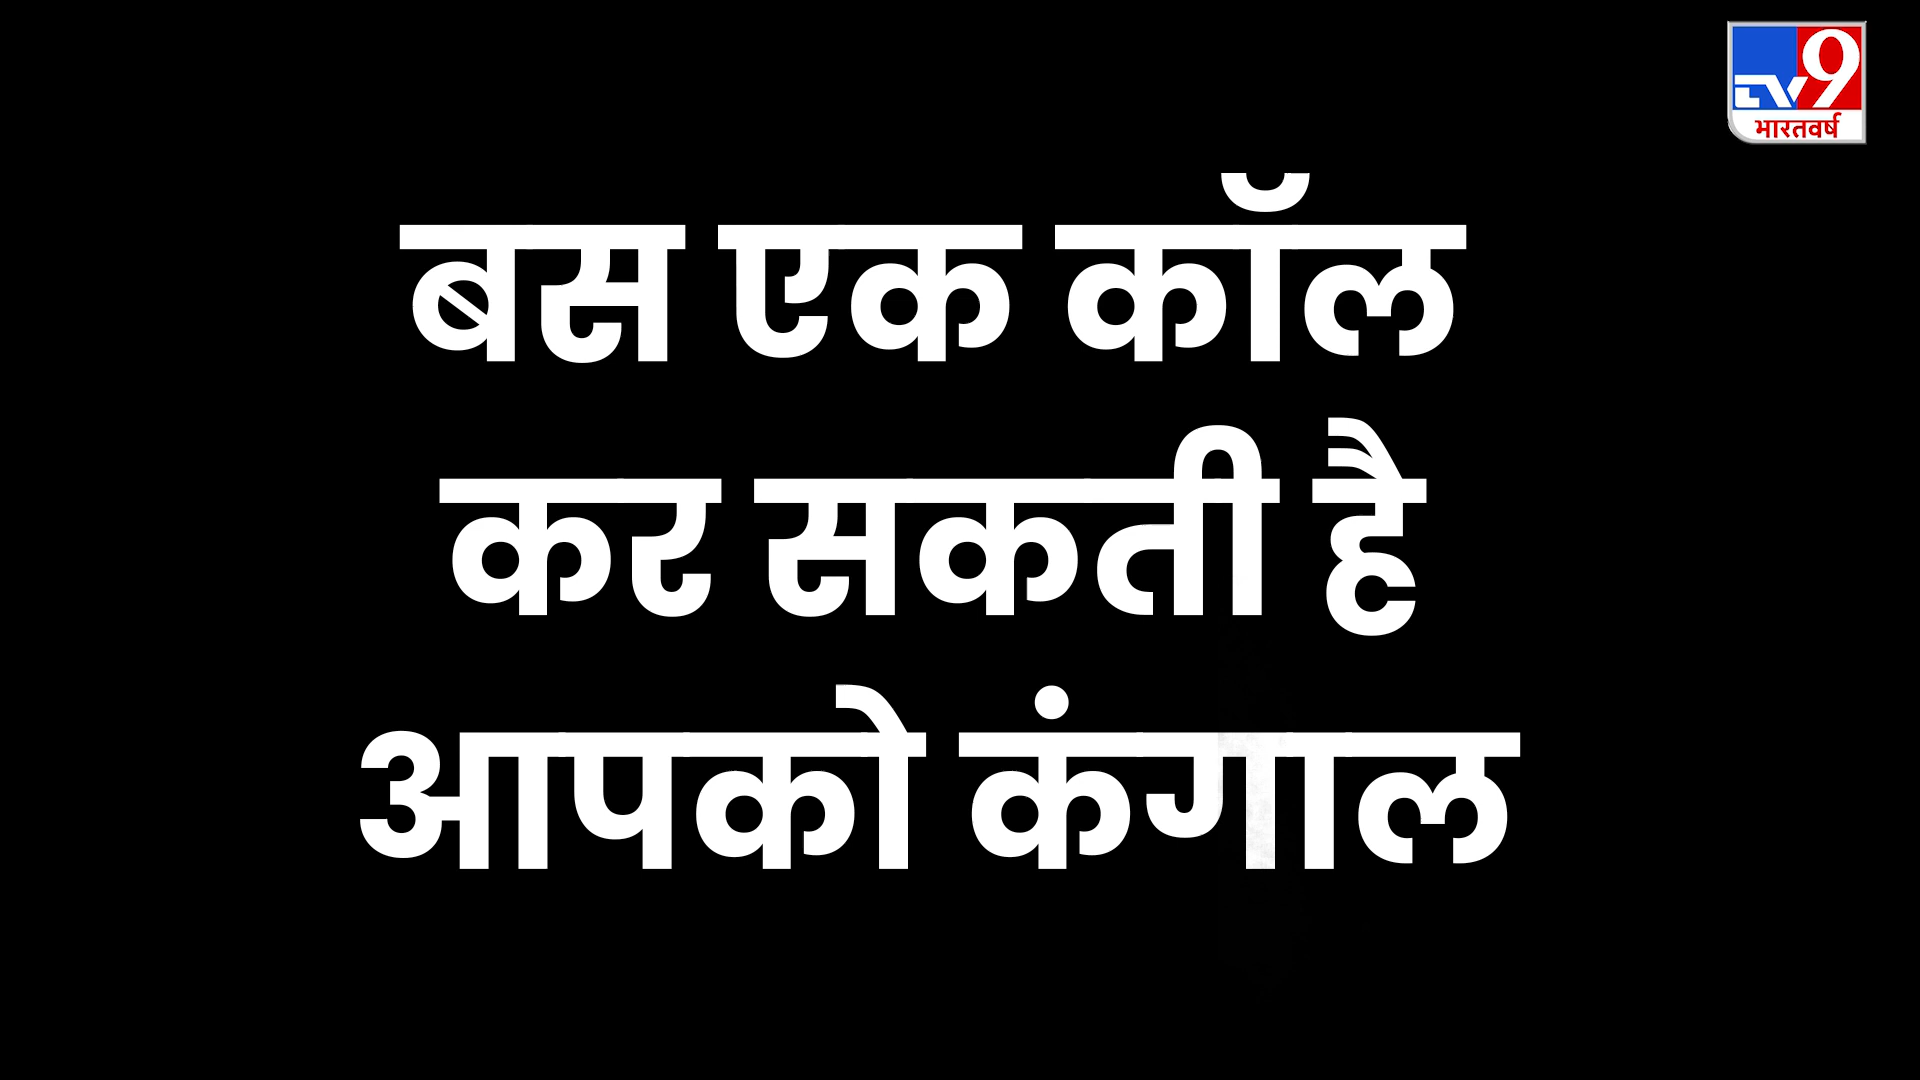 TV9
भारतवर्ष
बस एक कॉल
कर सकती है
आपको कंगाल